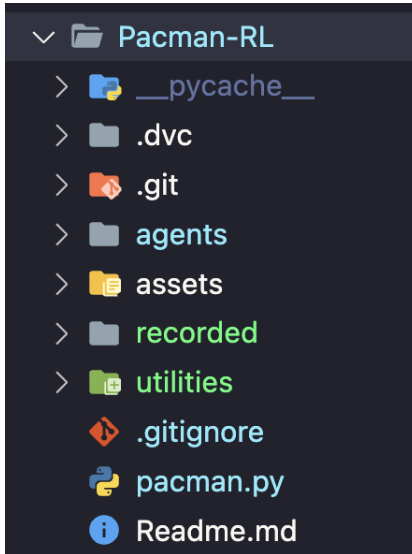 Pacman-RL
__pycache__
.dvc
.git
agents
assets
recorded
utilities
.gitignore
pacman.py
Readme.md